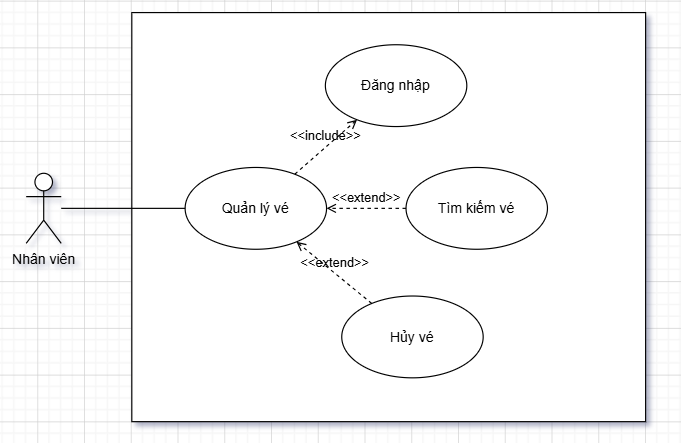 Đăng nhập
<<include>>
Quản lý vé
<<extend>>
Tìm kiếm vé
Nhân viên
<<extend>>
Hủy vé